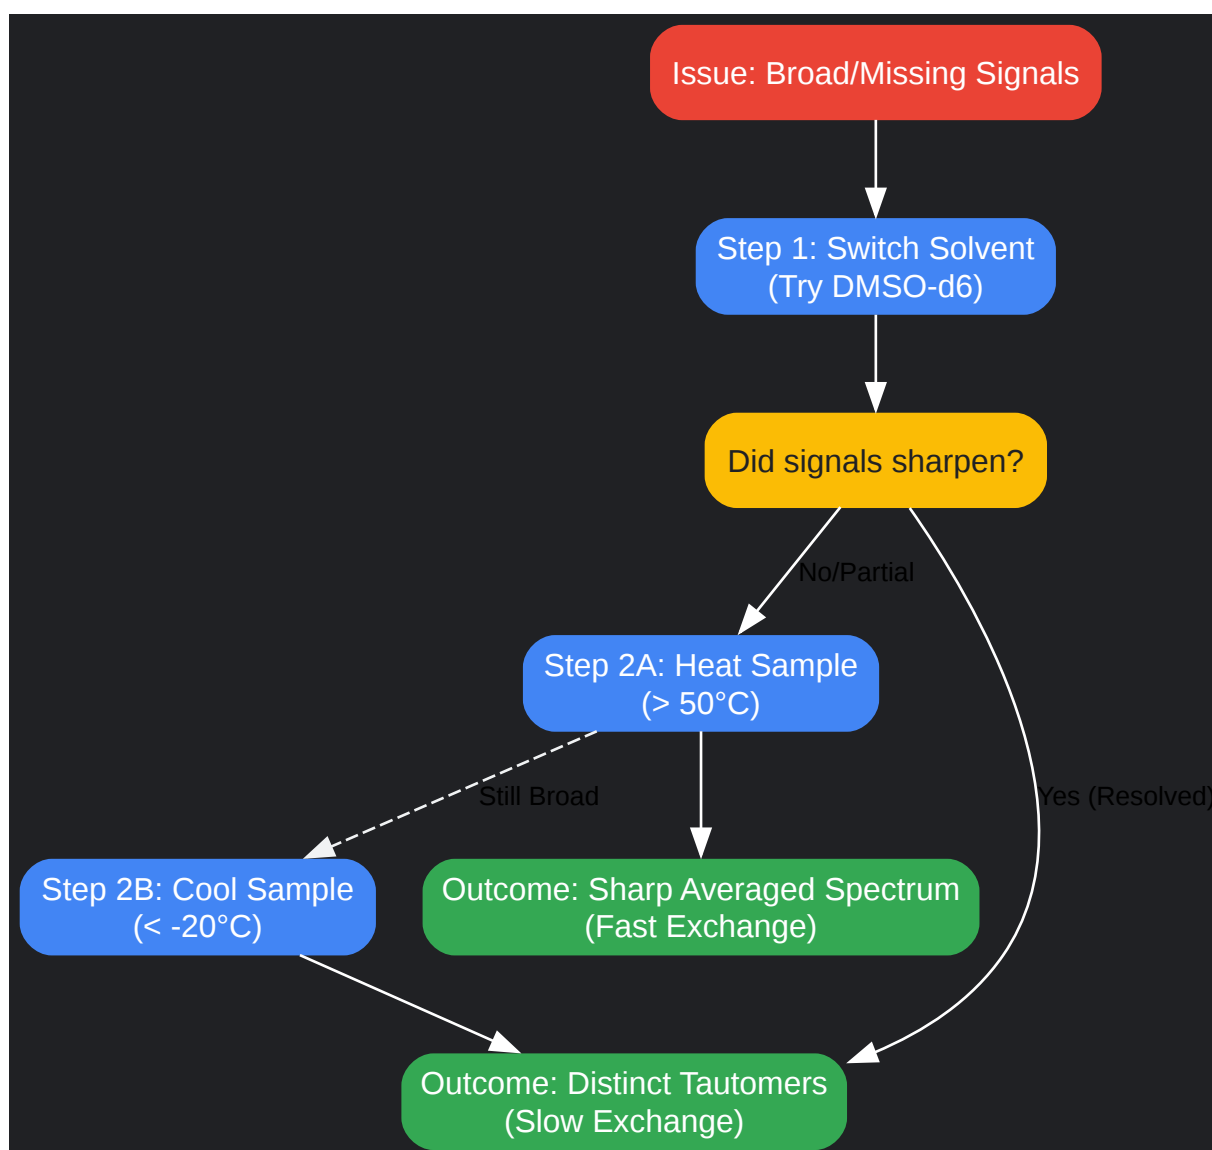 Issue: Broad/Missing Signals
Step 1: Switch Solvent
(Try DMSO-d6)
Did signals sharpen?
No/Partial
Step 2A: Heat Sample
(> 50°C)
Still Broad
Yes (Resolved)
Step 2B: Cool Sample
(< -20°C)
Outcome: Sharp Averaged Spectrum
(Fast Exchange)
Outcome: Distinct Tautomers
(Slow Exchange)